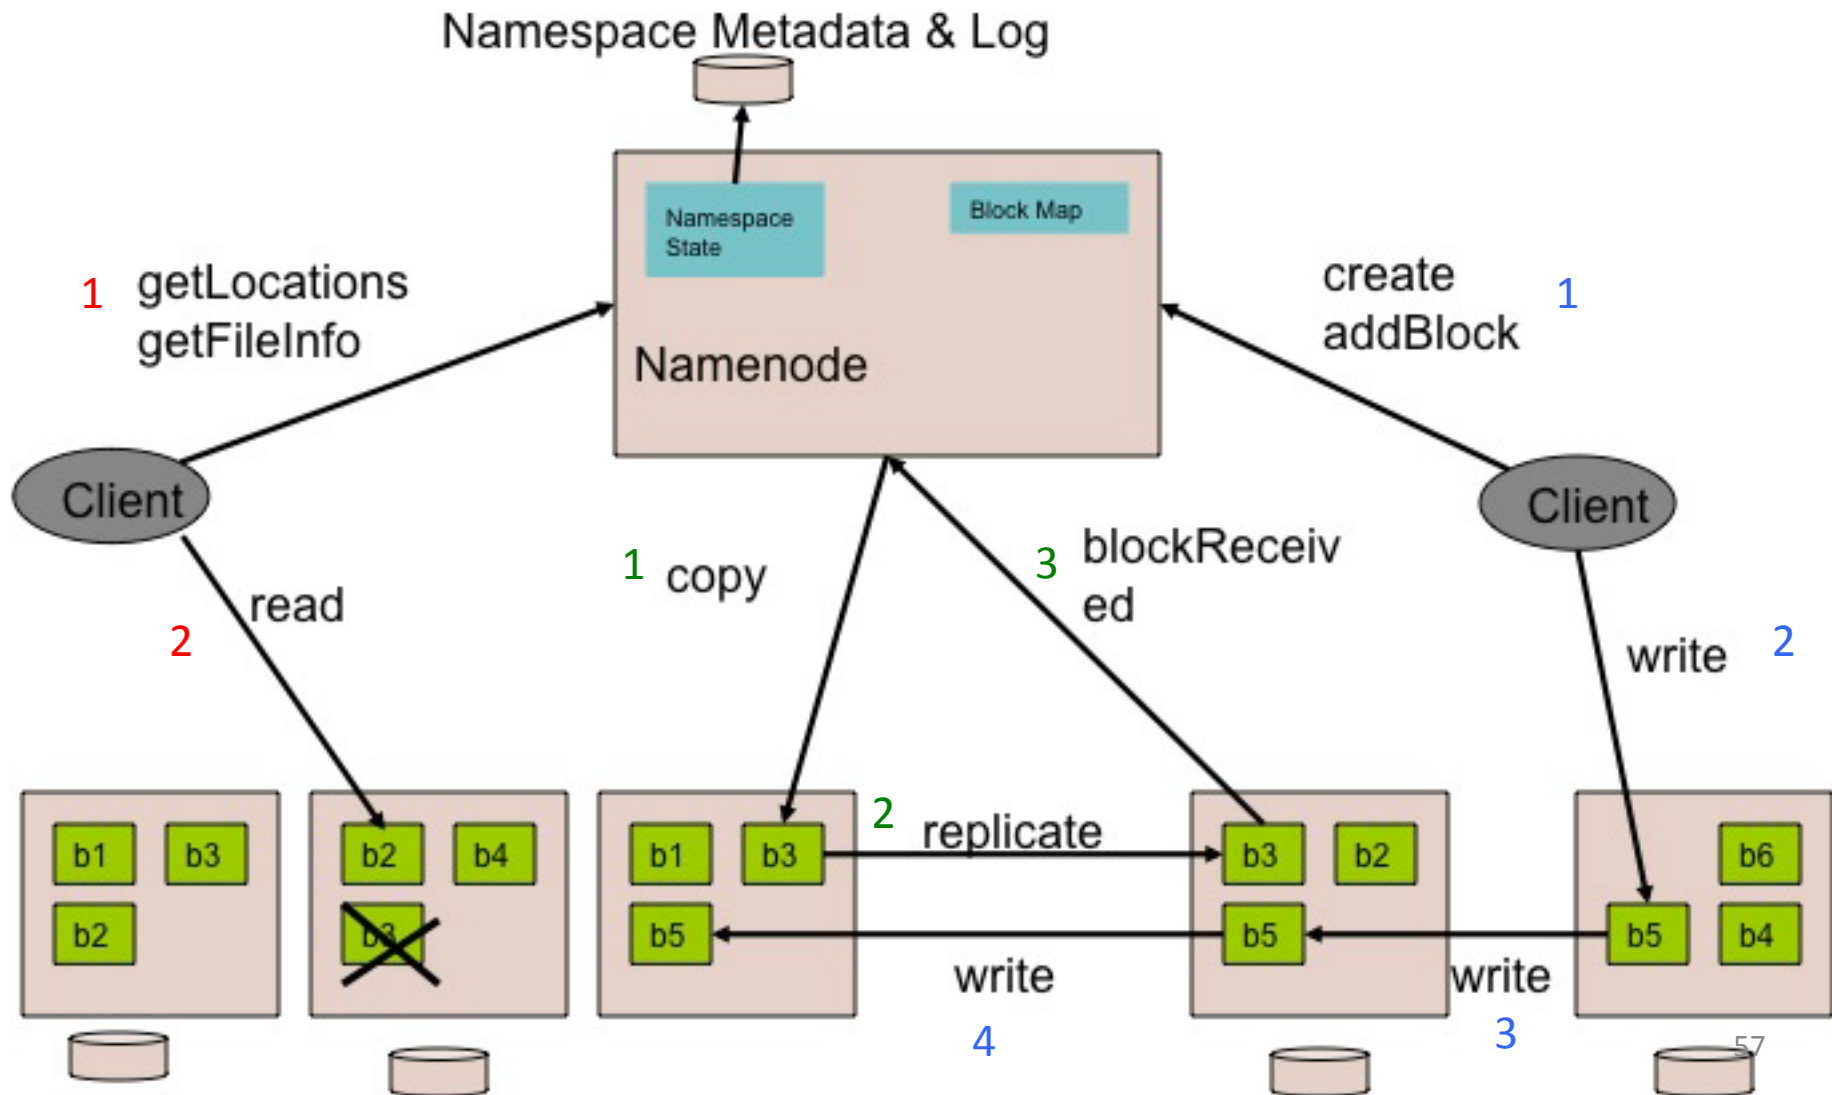 Namespace Metadata & Log
Namespace
State
Block Map
Namenode
1
getLocations
getFileInfo
create
addBlock
1
Client
Client
1
copy
3
blockReceiv
ed
read
2
write
2
b1
b3
b2
b2
b4
b3
b1
b3
b5
2
replicate
b3
b2
b5
b6
b5
b4
write
4
write
3
57